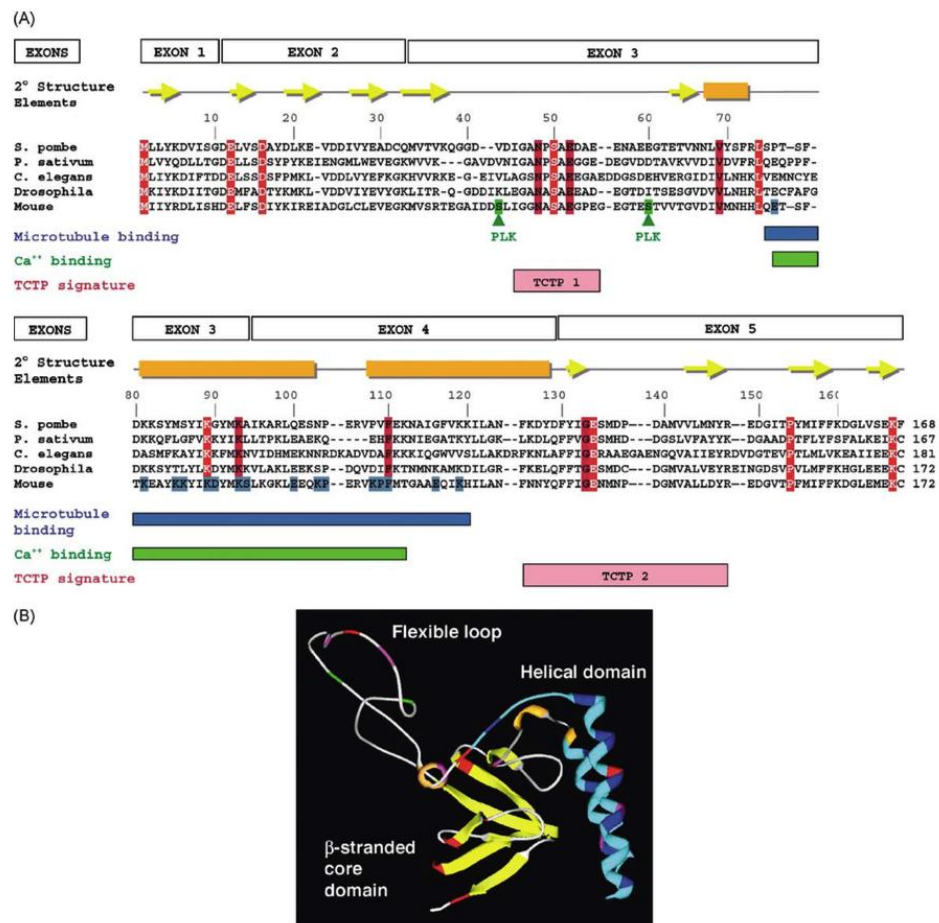 (A)
EXONS EXON 1 EXON 2 EXON 3
2° Structure
Elements
10 20 30 40 50 60 70
S. pombe MLLYKDVISGDELVSDAYDLKE-VDDIVYEADCQMVTVKQGGD-VDIGANPSAEDAEE-ENAEEGTETVNNLVYSFRLSPT-SF-
P. sativum MLVYQDLLTGDELLSDSYPYKEIENGMLWEVEGKWVVK---GAVDVNIGANPSAEGGGEDEGVDDEAVKVVDIVDVFRLQEQPPF-
C. elegans MLIYKDIFTDDELSSDSFPMKL-VDDLVYEFKGKHVVRKEG-EIVLAGSNPSAEEGAEDDGSDEHVERGIDIVLNHKLVEMNCYE-
Drosophila MKIYKDIITGDEMFADTYKMKL-VDDVIYEVYGKLITRQ-GDDIKLEGANASAEEAD--EGTDITSESGVDVVLNHRLTECFAFG
Mouse MIIYRDLISHDELFSDIYKIREIADGLCLEVEGKMVSRTEGAIDDSLIGGNASAEGPEG-EGTESTVVTGVDIVMNHHLQET-SF-
PLK PLK
Microtubule binding
Ca⁺⁺ binding
TCTP signature TCTP 1
EXONS EXON 3 EXON 4 EXON 5
2° Structure
Elements
80 90 100 110 120 130 140 150 160
S. pombe DKKSYMSYIKGYMKAIKARLQESNP--ERVPVFEKNAIGFVKKILAN--FKDYDFYIGESMDP--DAMVVLMNYR-EDGITPYMIFFKDGLVSEKF 168
P. sativum DKKQFLGFVKKYIKLLTPKLEAEKQ----EHFKKNIEGATKYLLGK--LKDLQFFVGESMHD--DGSLVFAYYK--DGAADPTFLYFSFALKEIKC 167
C. elegans DASMFKAYIKKFMKNVIDHMEKNNRDKADVDAFKKKIQGWVVSLLAKDRFKNLAFFIGERAAEGAENGQVAIIEYRDVDGTEVPTLMLVKEAIIEEKC 181
Drosophila DKKSYTLYLKDYMKKVLAKLEEKSP--DQVDIFKTNMNKAMKDILGR--FKELQFFTGESMDC--DGMVALVEYREINGDSVPVLMFFKHGLEEEKC 172
Mouse TKEAYKKYIKDYMKSLKGKLEEQKP--ERVKPFMTGAAEQIKHILAN--FNNYQFFIGENMNP--DGMVALLDYR-EDGVTPFMIFFKDGLEMEKC 172
Microtubule
binding
Ca⁺⁺ binding
TCTP signature TCTP 2
(B)
Flexible loop
Helical domain
β-stranded
core
domain